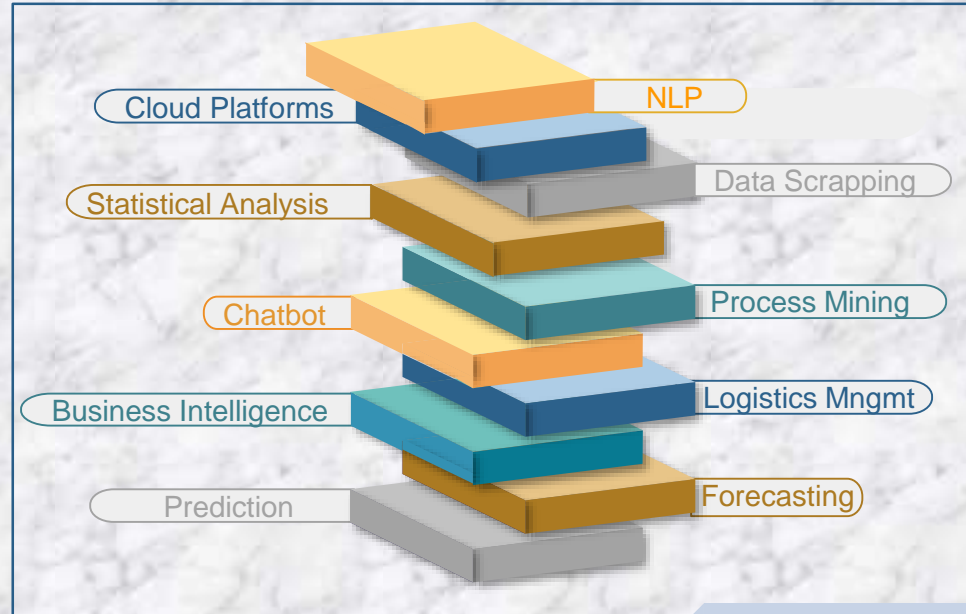 NLP
Cloud Platforms
Data Scrapping
Statistical Analysis
Process Mining
Chatbot
Logistics Mngmt
Business Intelligence
Forecasting
Prediction